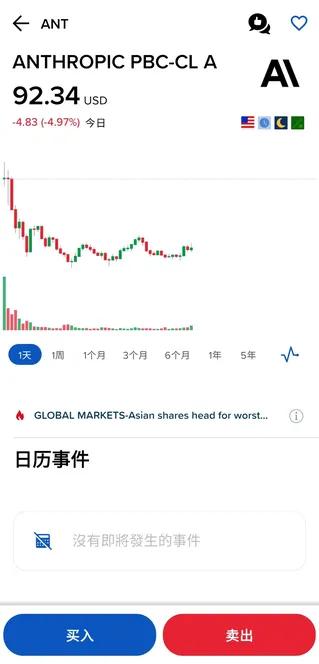 ANT
ANTHROPIC PBC-CL A
92.34 USD
-4.83 (-4.97%) 今日
1天 1周 1个月 3个月 6个月 1年 5年
GLOBAL MARKETS-Asian shares head for worst...
日历事件
沒有即將發生的事件
买入 卖出